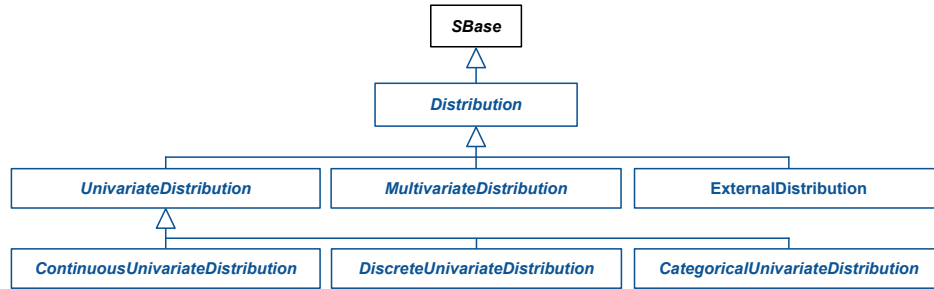 SBase
Distribution
UnivariateDistribution
MultivariateDistribution
ExternalDistribution
ContinuousUnivariateDistribution
DiscreteUnivariateDistribution
CategoricalUnivariateDistribution